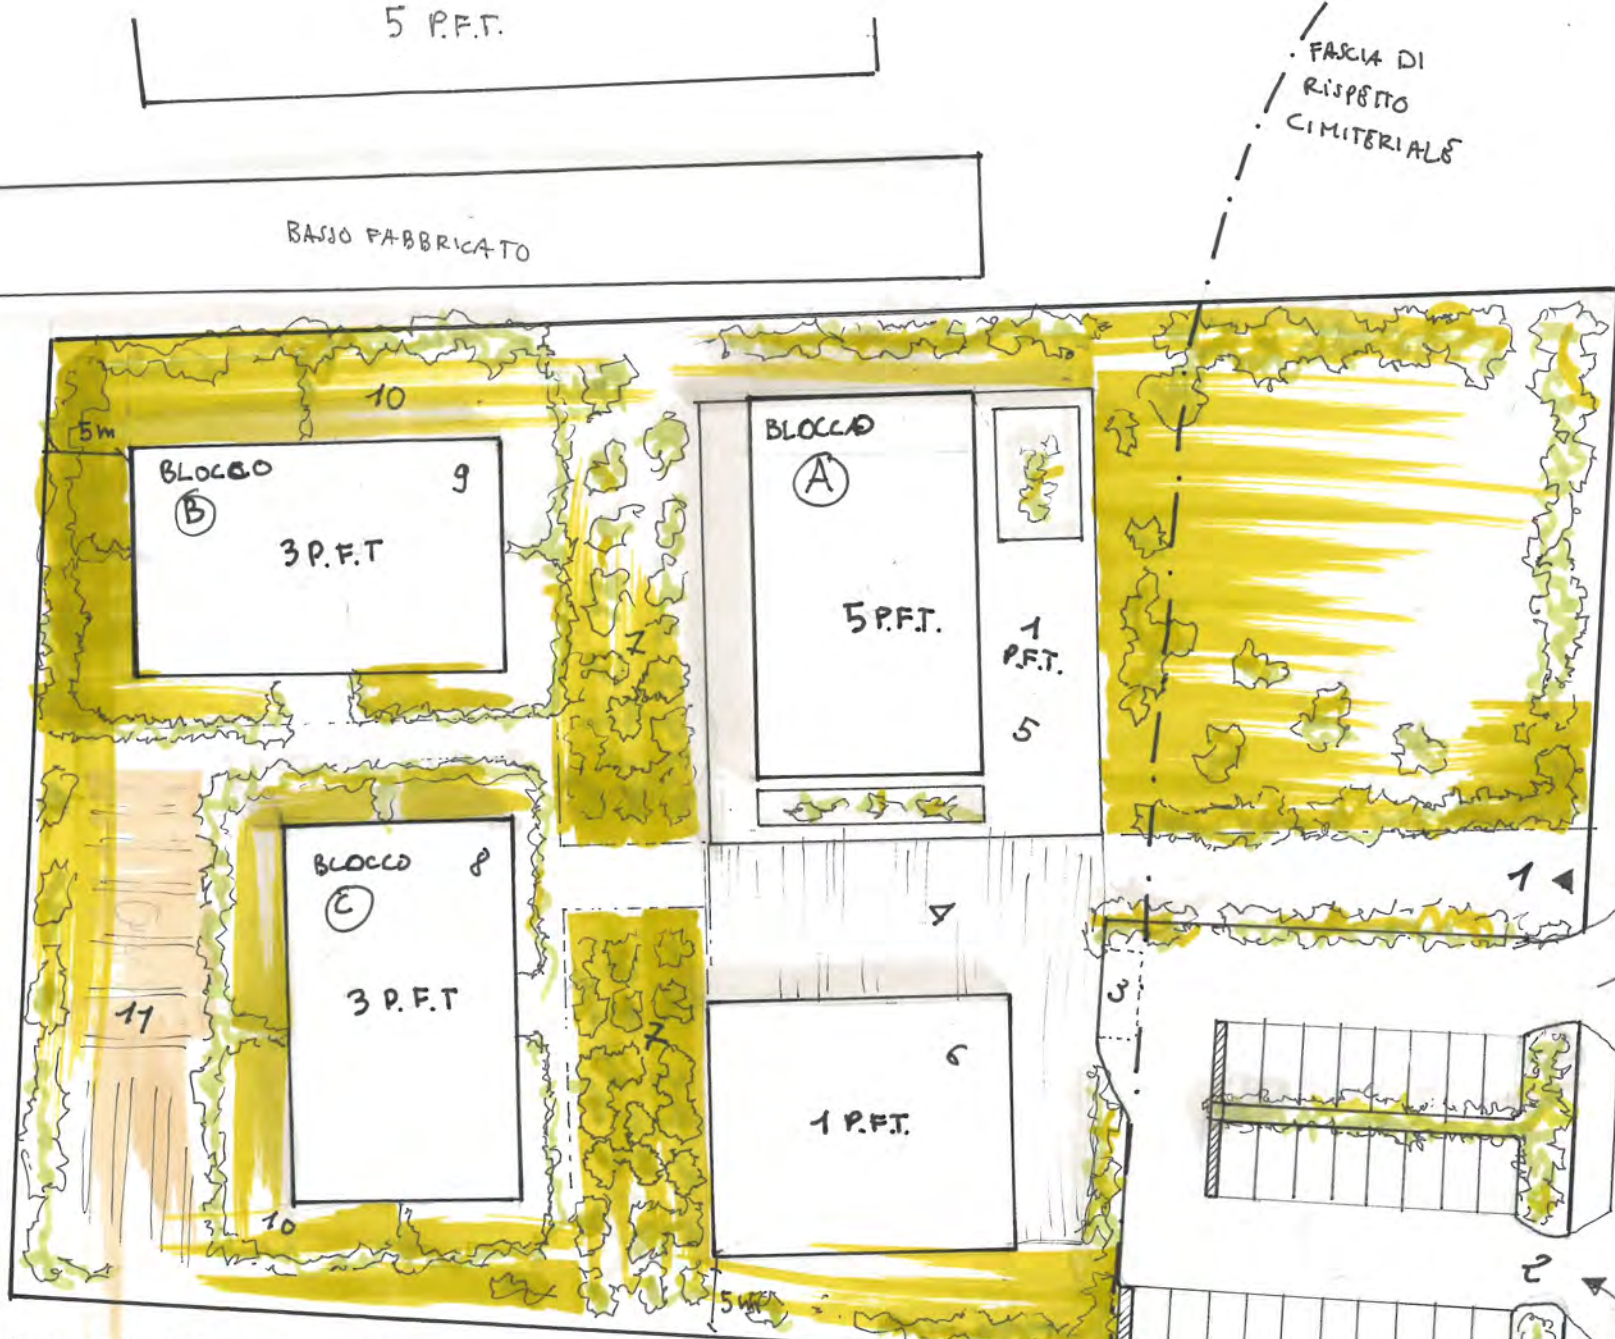 5 P.F.T.
FASCIA DI
RISPETTO
CIMITERIALE
BASSO FABBRICATO
10
5m
BLOCCO
B
9
3 P.F.T
BLOCCO
A
5 P.F.T.
1
P.F.T.
5
7
BLOCCO
C
8
3 P.F.T
11
10
7
4
1
3
6
1 P.F.T.
2
5m